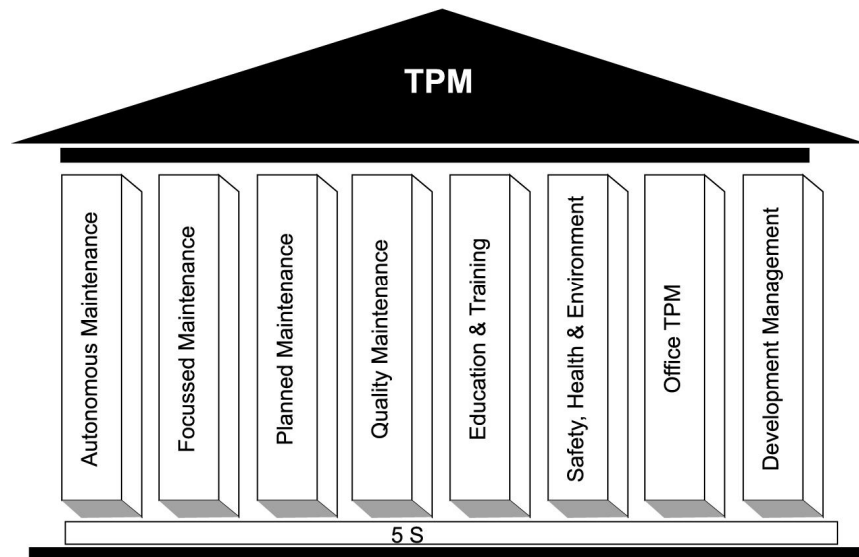 TPM
Autonomous Maintenance
Focussed Maintenance
Planned Maintenance
Quality Maintenance
Education & Training
Safety, Health & Environment
Office TPM
Development Management
5 S